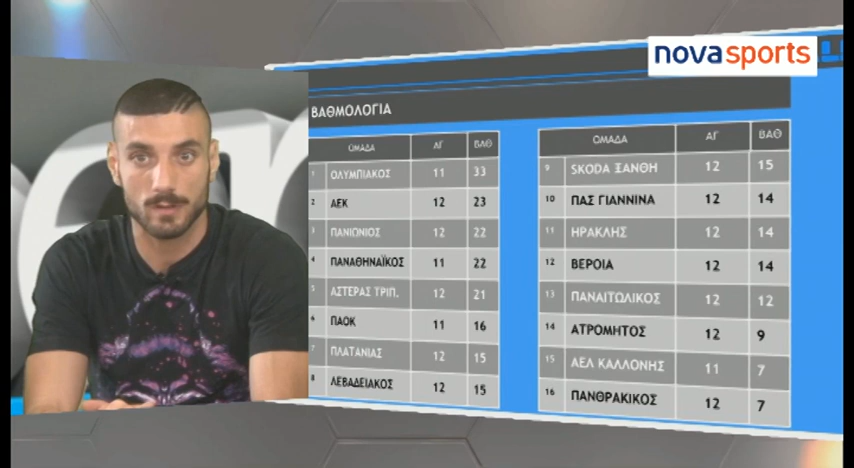 novasports
ΒΑΘΜΟΛΟΓΙΑ
ΟΜΑΔΑ ΑΓ ΒΑΘ
1 ΟΛΥΜΠΙΑΚΟΣ 11 33
2 ΑΕΚ 12 23
3 ΠΑΝΙΩΝΙΟΣ 12 22
4 ΠΑΝΑΘΗΝΑΪΚΟΣ 11 22
5 ΑΣΤΕΡΑΣ ΤΡΙΠ. 12 21
6 ΠΑΟΚ 11 16
7 ΠΛΑΤΑΝΙΑΣ 12 15
8 ΛΕΒΑΔΕΙΑΚΟΣ 12 15
ΟΜΑΔΑ ΑΓ ΒΑΘ
9 SKODA ΞΑΝΘΗ 12 15
10 ΠΑΣ ΓΙΑΝΝΙΝΑ 12 14
11 ΗΡΑΚΛΗΣ 12 14
12 ΒΕΡΟΙΑ 12 14
13 ΠΑΝΑΙΤΩΛΙΚΟΣ 12 12
14 ΑΤΡΟΜΗΤΟΣ 12 9
15 ΑΕΛ ΚΑΛΛΟΝΗΣ 11 7
16 ΠΑΝΘΡΑΚΙΚΟΣ 12 7